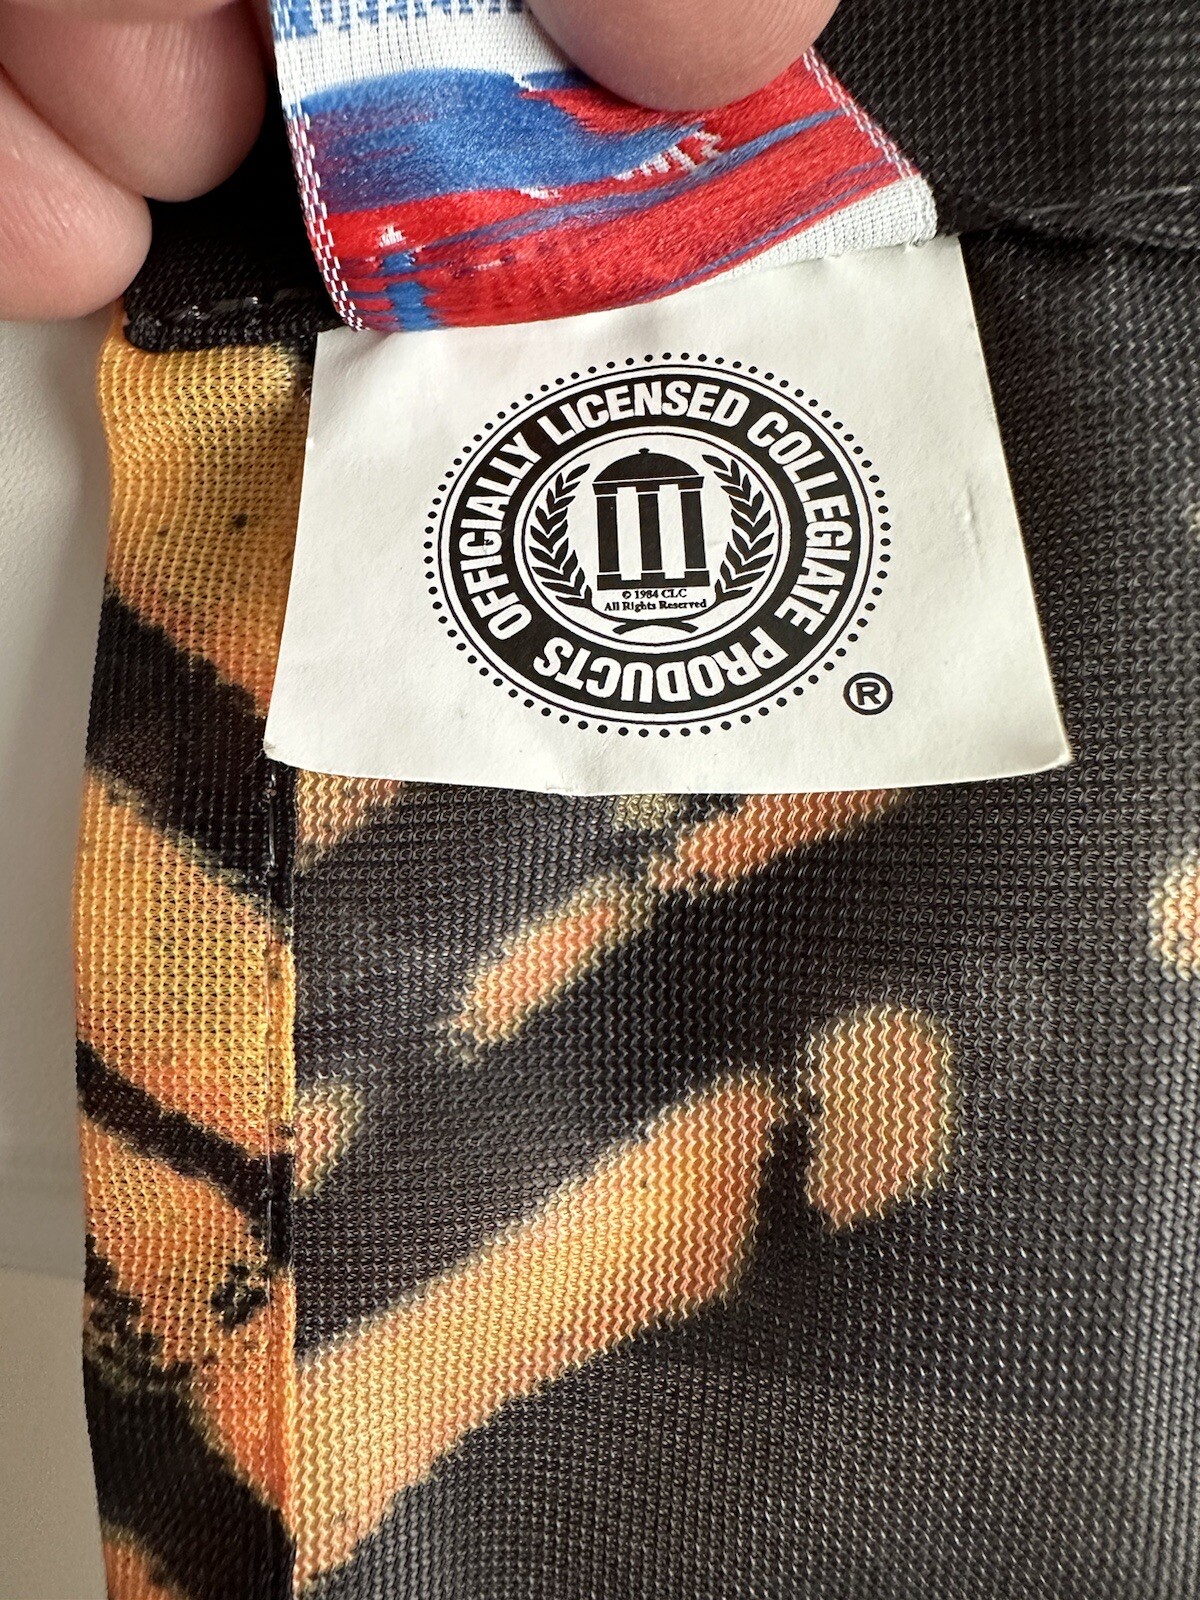 OFFICIALLY LICENSED COLLEGIATE PRODUCTS
© 1984 CLC
All Rights Reserved
®